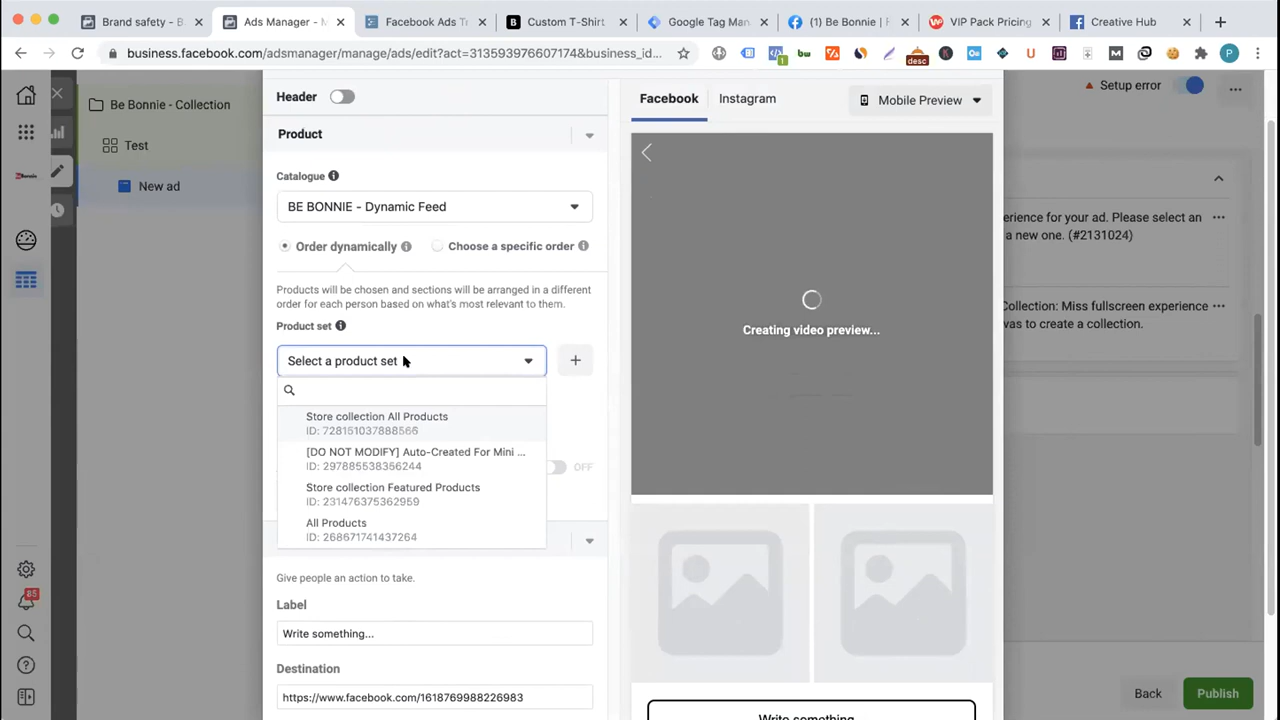 Brand safety - B
Ads Manager - M
Facebook Ads T
Custom T-Shirt
Google Tag Man
(1) Be Bonnie | F
VIP Pack Pricing
Creative Hub
business.facebook.com/adsmanager/manage/ads/edit?act=313593976607174&business_id...
desc
P
Be Bonnie - Collection
Test
New ad
85
Header
Product
Catalogue
BE BONNIE - Dynamic Feed
Order dynamically
Choose a specific order
Products will be chosen and sections will be arranged in a different
order for each person based on what's most relevant to them.
Product set
Select a product set
Store collection All Products
ID: 728151037888566
[DO NOT MODIFY] Auto-Created For Mini ...
ID: 297885538356244
Store collection Featured Products
ID: 231476375362959
All Products
ID: 268671741437264
OFF
Give people an action to take.
Label
Write something...
Destination
https://www.facebook.com/1618769988226983
Facebook
Instagram
Mobile Preview
Creating video preview...
Write something...
Setup error
erience for your ad. Please select an
a new one. (#2131024)
Collection: Miss fullscreen experience
vas to create a collection.
Back
Publish